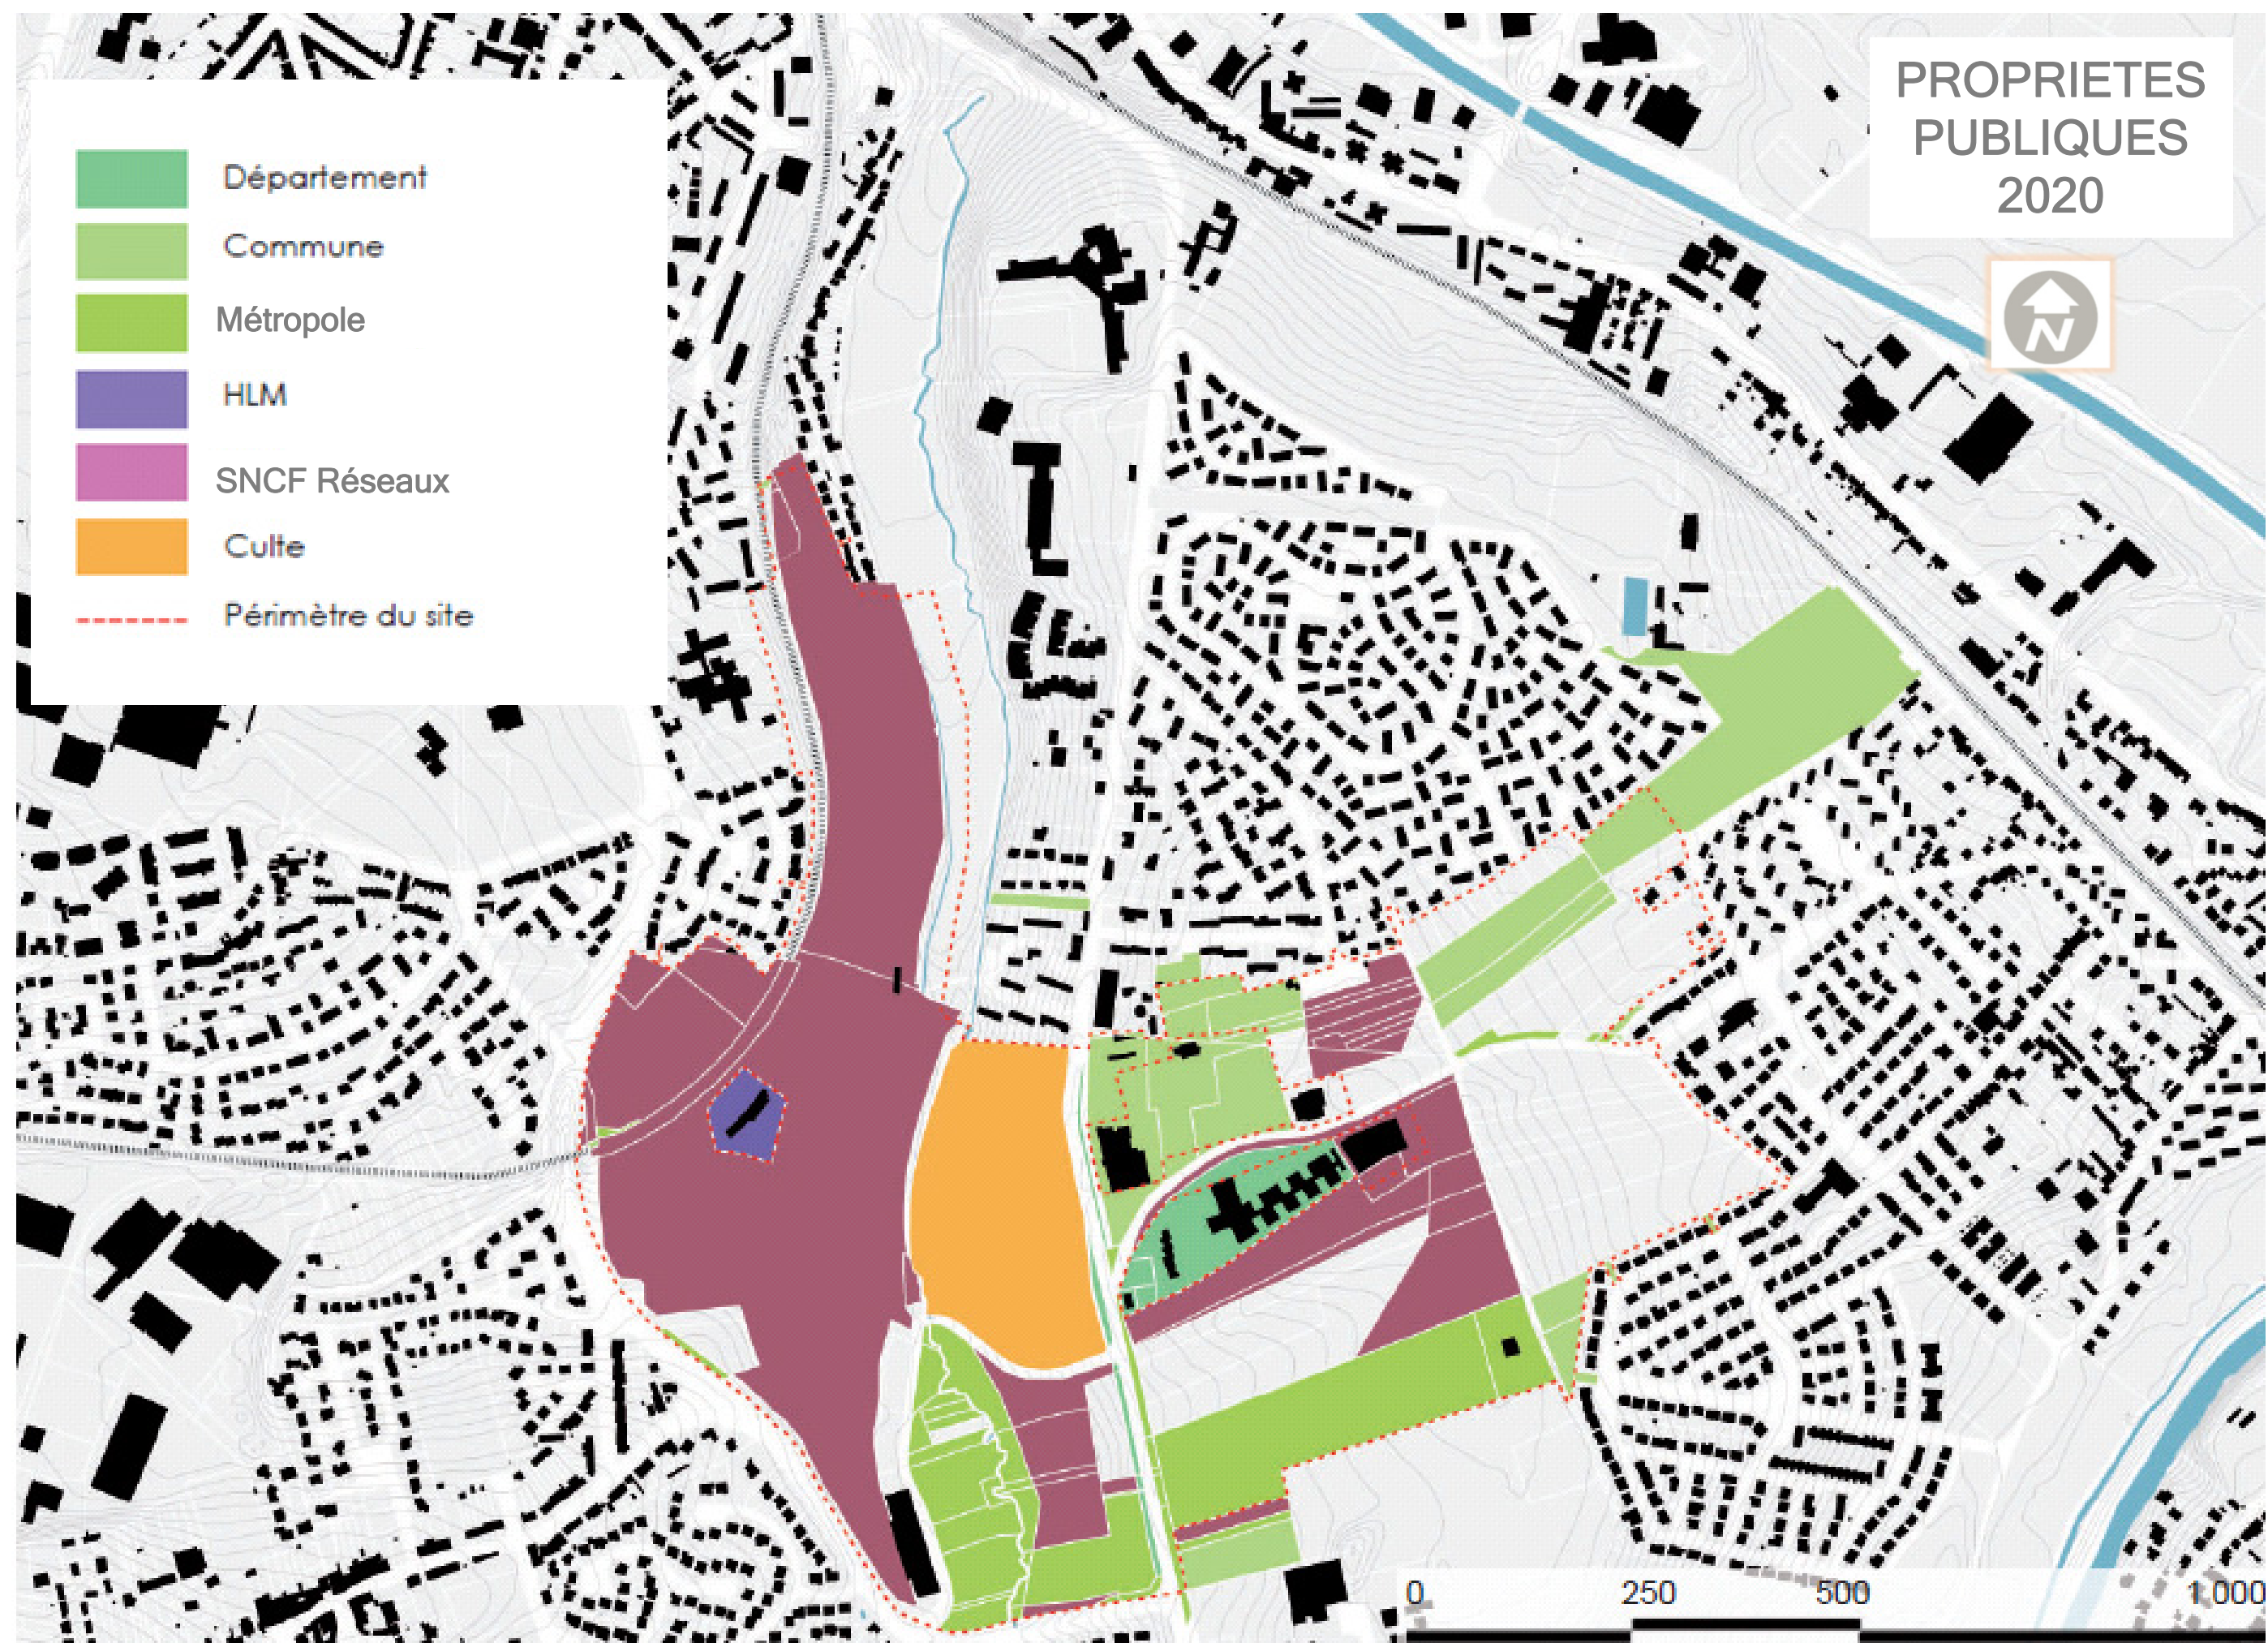 PROPRIETES
PUBLIQUES
2020
N
Département
Commune
Métropole
HLM
SNCF Réseaux
Culte
Périmètre du site
0 250 500 1 000